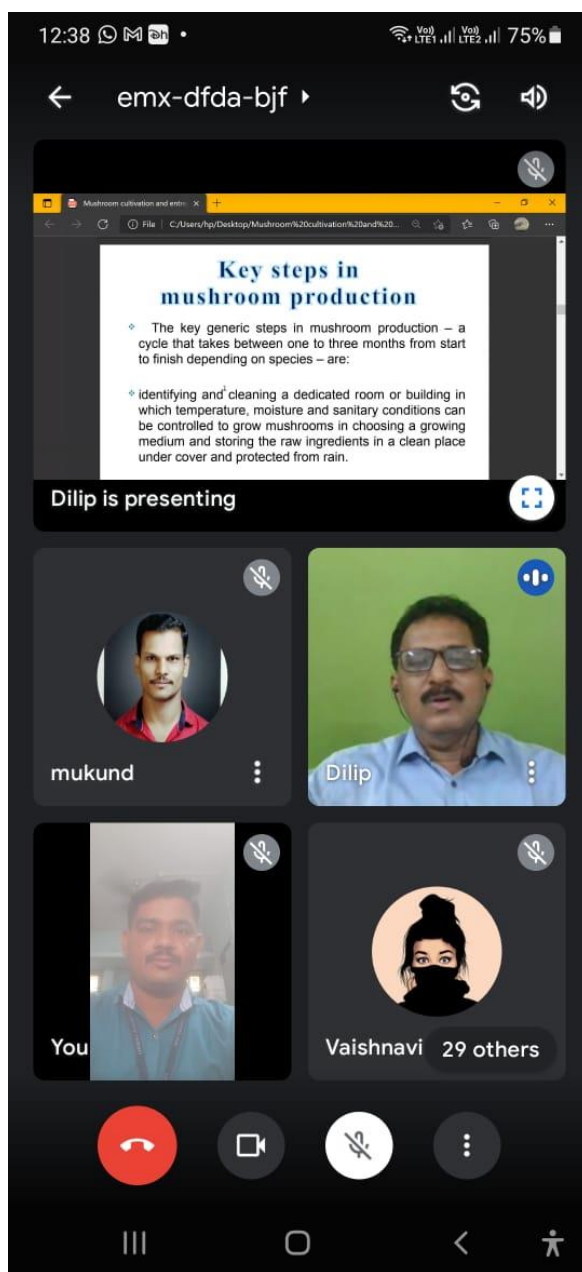 12:38 Vo)) LTE1 Vo)) LTE2 75%
emx-dfda-bjf
Mushroom cultivation and entre
File C:/Users/hp/Desktop/Mushroom%20cultivation%20and%20...
Key steps in
mushroom production
The key generic steps in mushroom production – a
cycle that takes between one to three months from start
to finish depending on species – are:
identifying and cleaning a dedicated room or building in
which temperature, moisture and sanitary conditions can
be controlled to grow mushrooms in choosing a growing
medium and storing the raw ingredients in a clean place
under cover and protected from rain.
Dilip is presenting
mukund
Dilip
You
Vaishnavi 29 others